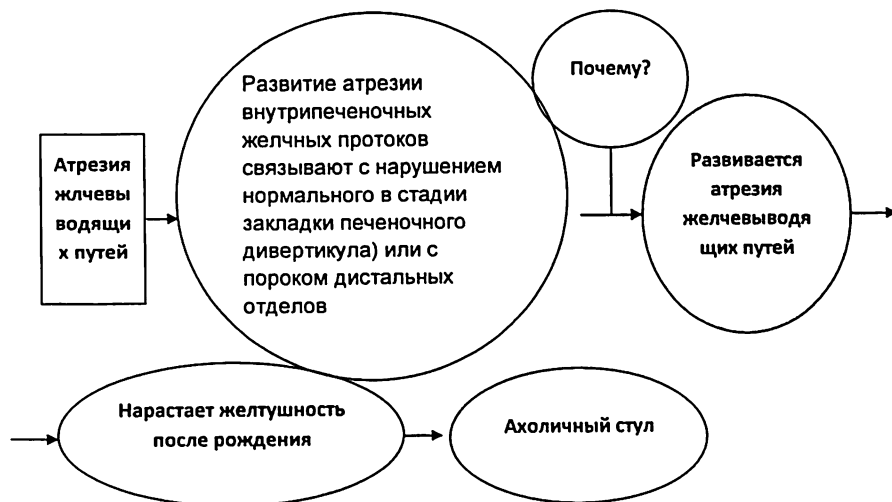 Атрезия
жлчевы
водящи
х путей
Развитие атрезии
внутрипеченочных
желчных протоков
связывают с нарушением
нормального в стадии
закладки печеночного
дивертикула) или с
пороком дистальных
отделов
Почему?
Развивается
атрезия
желчевыводя
щих путей
Нарастает желтушность
после рождения
Ахоличный стул